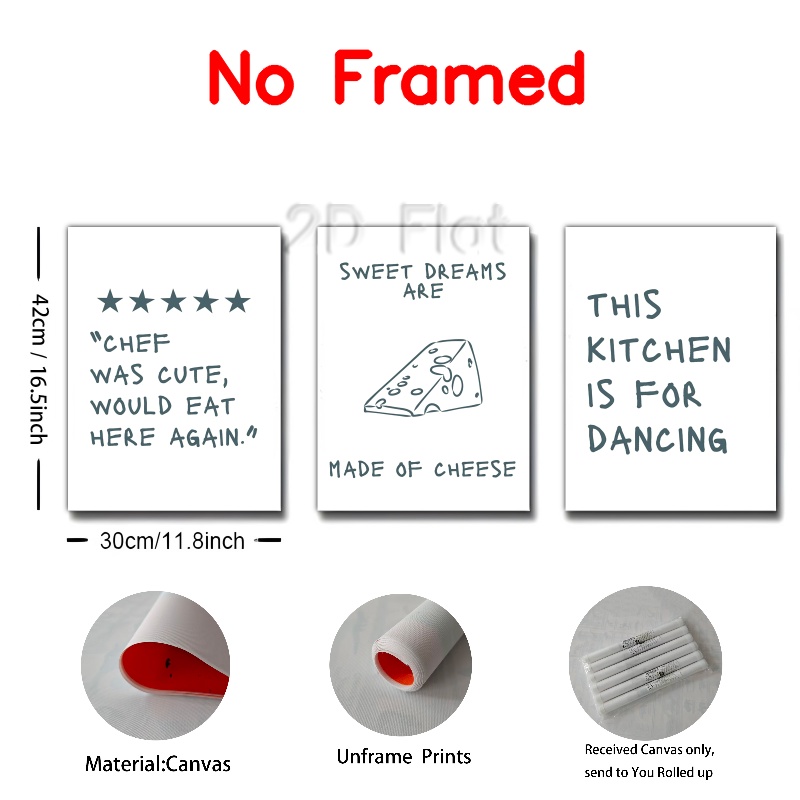 No Framed
2D Flat
★★★★★
"CHEF
WAS CUTE,
WOULD EAT
HERE AGAIN."
SWEET DREAMS
ARE
MADE OF CHEESE
THIS
KITCHEN
IS FOR
DANCING
42cm / 16.5inch
30cm/11.8inch
Material:Canvas
Unframe Prints
Received Canvas only,
send to You Rolled up